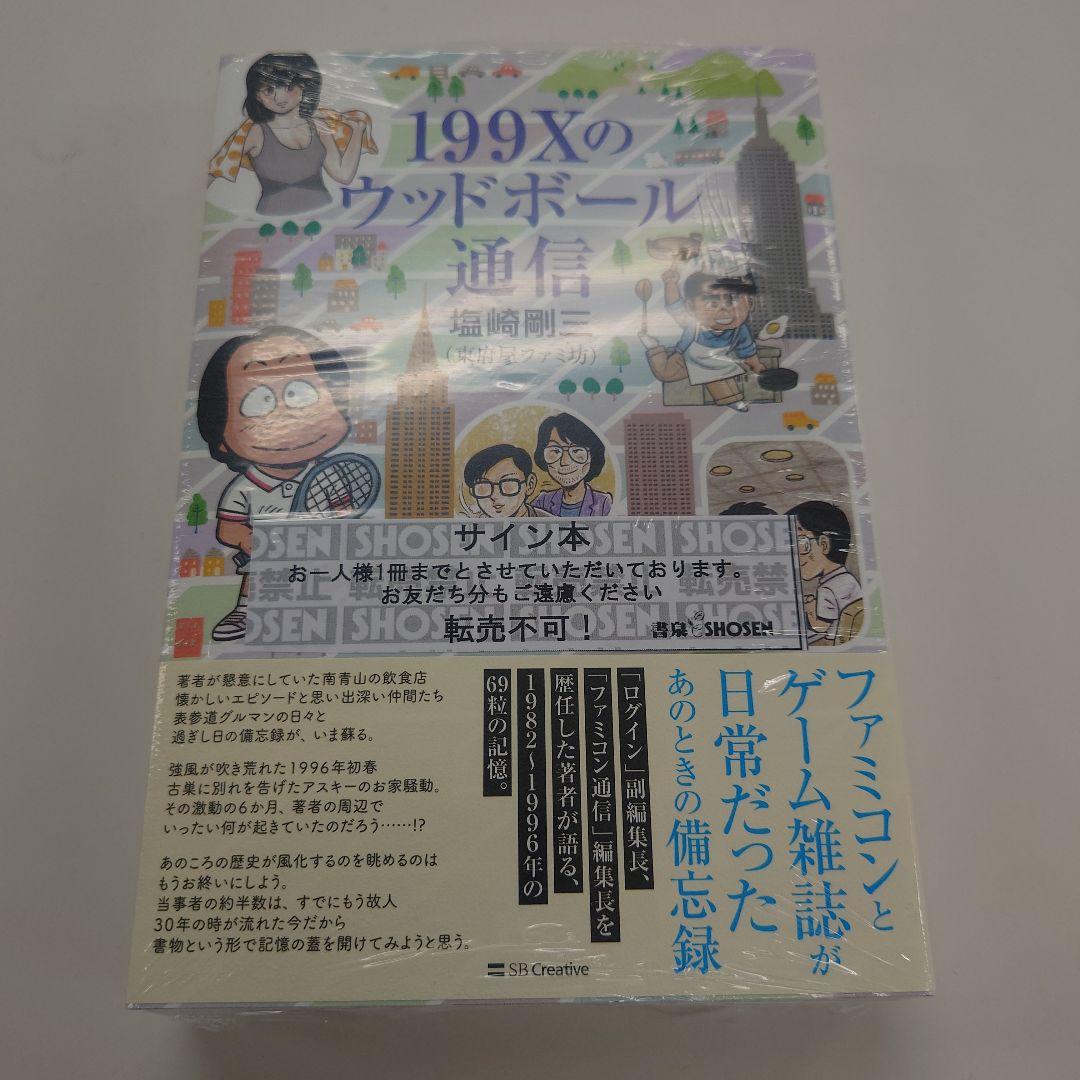 199Xの
ウッドボール
通信
塩崎剛三
（東府屋ファミ坊）
サイン本
お一人様1冊までとさせていただいております。
お友だち分もご遠慮ください
転売不可！
書泉 SHOSEN
OSEN SHOSEN SHOSEN SHOSEN SHOSEN
売禁止 転売禁
OSEN SHOS
ファミコンと
ゲーム雑誌が
日常だった
あのときの備忘録
「ログイン」副編集長、
「ファミコン通信」編集長を
歴任した著者が語る、
1982〜1996年の
69粒の記憶。
著者が懇意にしていた南青山の飲食店
懐かしいエピソードと思い出深い仲間たち
表参道グルマンの日々と
過ぎし日の備忘録が、いま蘇る。
強風が吹き荒れた1996年初春
古巣に別れを告げたアスキーのお家騒動。
その激動の6か月、著者の周辺で
いったい何が起きていたのだろう……!?
あのころの歴史が風化するのを眺めるのは
もうお終いにしよう。
当事者の約半数は、すでにもう故人
30年の時が流れた今だから
書物という形で記憶の蓋を開けてみようと思う。
SB Creative